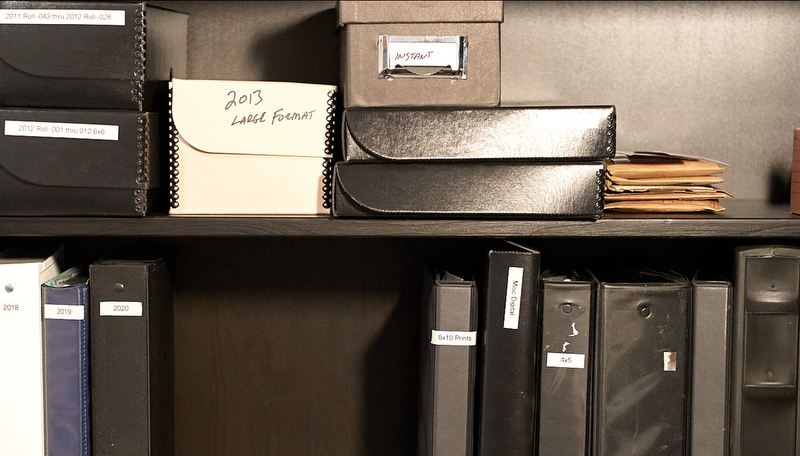 2011 Roll-043 thru 2012 Roll-028
2012 Roll-001 thru 012 6x6
2013
LARGE FORMAT
INSTANT
2018
2019
2020
8x10 Prints
Misc Digital
4x5